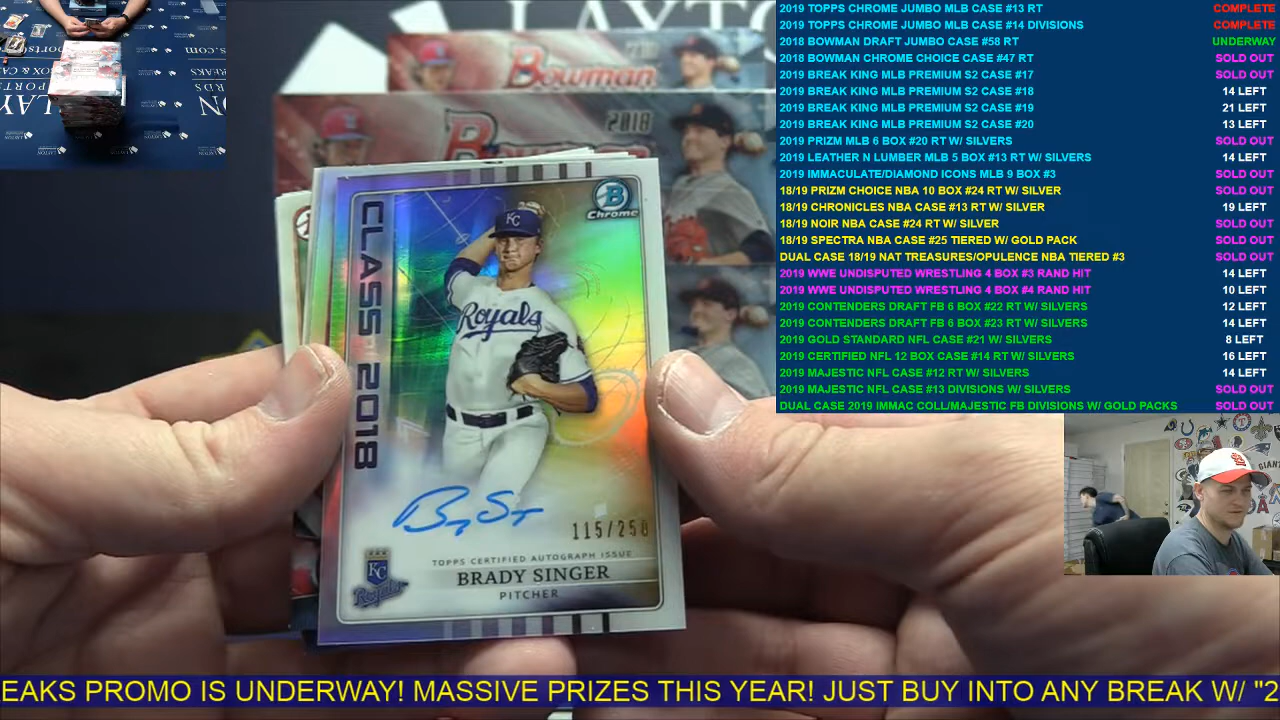 2019 TOPPS CHROME JUMBO MLB CASE #13 RT COMPLETE
2019 TOPPS CHROME JUMBO MLB CASE #14 DIVISIONS COMPLETE
2018 BOWMAN DRAFT JUMBO CASE #58 RT UNDERWAY
2018 BOWMAN CHROME CHOICE CASE #47 RT SOLD OUT
2019 BREAK KING MLB PREMIUM S2 CASE #17 SOLD OUT
2019 BREAK KING MLB PREMIUM S2 CASE #18 14 LEFT
2019 BREAK KING MLB PREMIUM S2 CASE #19 21 LEFT
2019 BREAK KING MLB PREMIUM S2 CASE #20 13 LEFT
2019 PRIZM MLB 6 BOX #20 RT W/ SILVERS SOLD OUT
2019 LEATHER N LUMBER MLB 5 BOX #13 RT W/ SILVERS 14 LEFT
2019 IMMACULATE/DIAMOND ICONS MLB 9 BOX #3 SOLD OUT
18/19 PRIZM CHOICE NBA 10 BOX #24 RT W/ SILVER SOLD OUT
18/19 CHRONICLES NBA CASE #13 RT W/ SILVER 19 LEFT
18/19 NOIR NBA CASE #24 RT W/ SILVER SOLD OUT
18/19 SPECTRA NBA CASE #25 TIERED W/ GOLD PACK SOLD OUT
DUAL CASE 18/19 NAT TREASURES/OPULENCE NBA TIERED #3 SOLD OUT
2019 WWE UNDISPUTED WRESTLING 4 BOX #3 RAND HIT 14 LEFT
2019 WWE UNDISPUTED WRESTLING 4 BOX #4 RAND HIT 10 LEFT
2019 CONTENDERS DRAFT FB 6 BOX #22 RT W/ SILVERS 12 LEFT
2019 CONTENDERS DRAFT FB 6 BOX #23 RT W/ SILVERS 14 LEFT
2019 GOLD STANDARD NFL CASE #21 W/ SILVERS 8 LEFT
2019 CERTIFIED NFL 12 BOX CASE #14 RT W/ SILVERS 16 LEFT
2019 MAJESTIC NFL CASE #12 RT W/ SILVERS 14 LEFT
2019 MAJESTIC NFL CASE #13 DIVISIONS W/ SILVERS SOLD OUT
DUAL CASE 2019 IMMAC COLL/MAJESTIC FB DIVISIONS W/ GOLD PACKS SOLD OUT
LAYTON
Bowman
2018
B
Chrome
KC
CLASS 2018
Royals
115/250
TOPPS CERTIFIED AUTOGRAPH ISSUE
BRADY SINGER
PITCHER
KC
Royals
EAKS PROMO IS UNDERWAY! MASSIVE PRIZES THIS YEAR! JUST BUY INTO ANY BREAK W/ "2